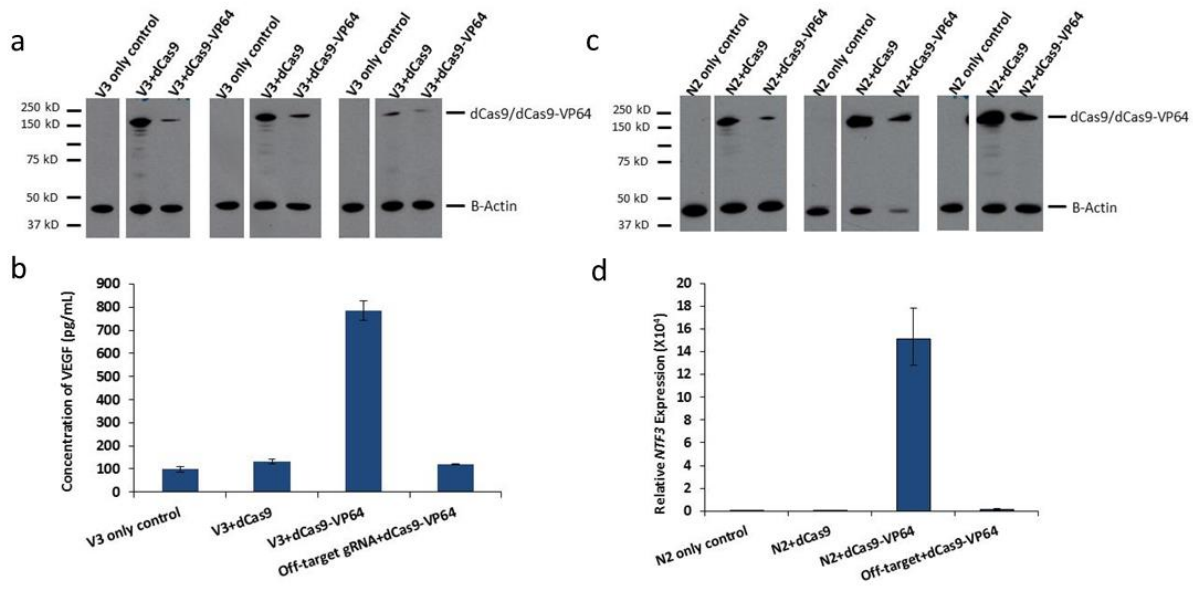 a
V3 only control
V3+dCas9
V3+dCas9-VP64
V3 only control
V3+dCas9
V3+dCas9-VP64
V3 only control
V3+dCas9
V3+dCas9-VP64
250 kD
150 kD
75 kD
50 kD
37 kD
dCas9/dCas9-VP64
B-Actin
c
N2 only control
N2+dCas9
N2+dCas9-VP64
N2 only control
N2+dCas9
N2+dCas9-VP64
N2 only control
N2+dCas9
N2+dCas9-VP64
250 kD
150 kD
75 kD
50 kD
37 kD
dCas9/dCas9-VP64
B-Actin
b
Concentration of VEGF (pg/mL)
900
800
700
600
500
400
300
200
100
0
V3 only control
V3+dCas9
V3+dCas9-VP64
Off-target gRNA+dCas9-VP64
d
Relative NTF3 Expression (X10⁴)
20
18
16
14
12
10
8
6
4
2
0
N2 only control
N2+dCas9
N2+dCas9-VP64
Off-target+dCas9-VP64